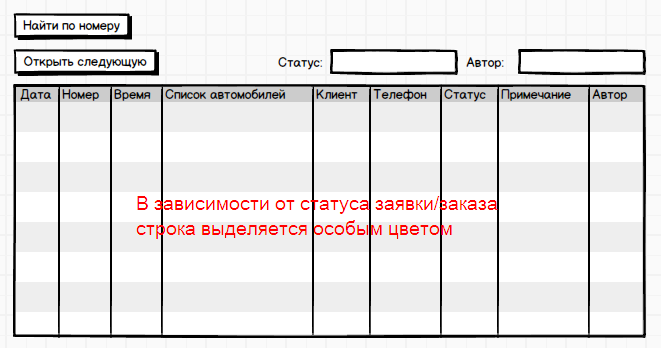 Найти по номеру
Открыть следующую Статус: Автор:
Дата Номер Время Список автомобилей Клиент Телефон Статус Примечание Автор
В зависимости от статуса заявки/заказа
строка выделяется особым цветом